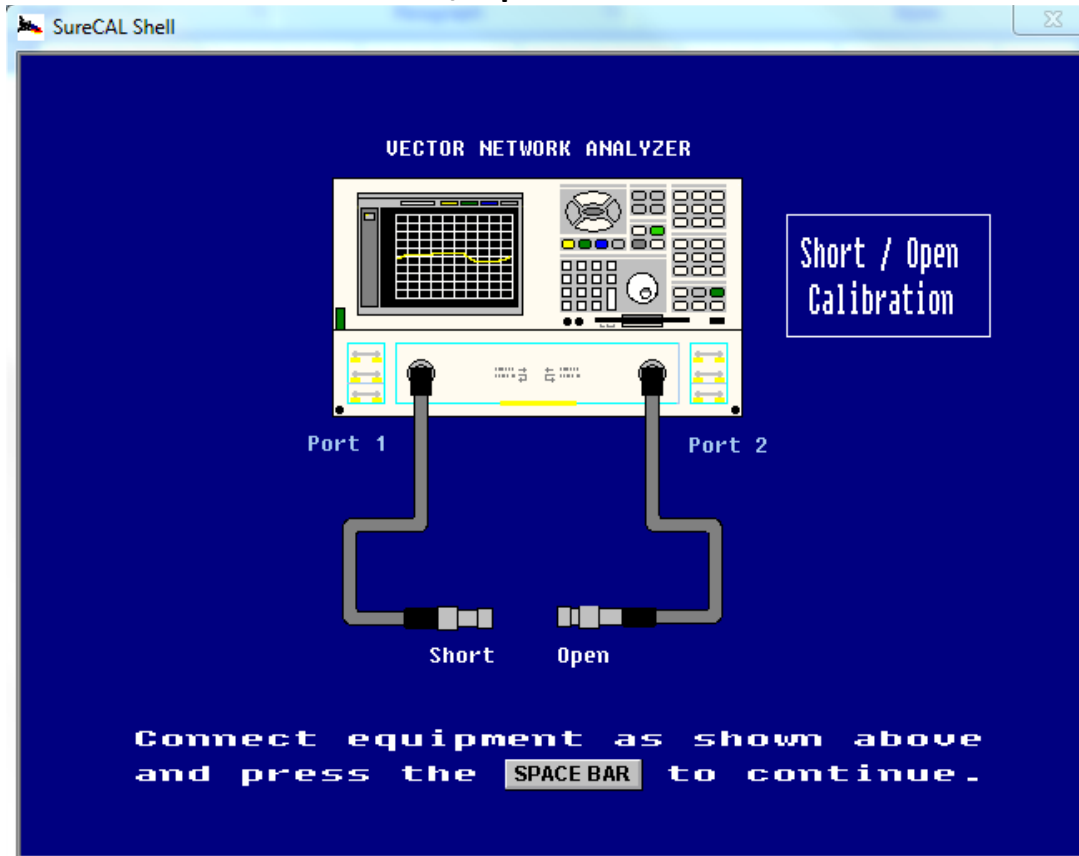 SureCAL Shell
VECTOR NETWORK ANALYZER
Short / Open
Calibration
Port 1
Port 2
Short
Open
Connect equipment as shown above
and press the SPACE BAR to continue.